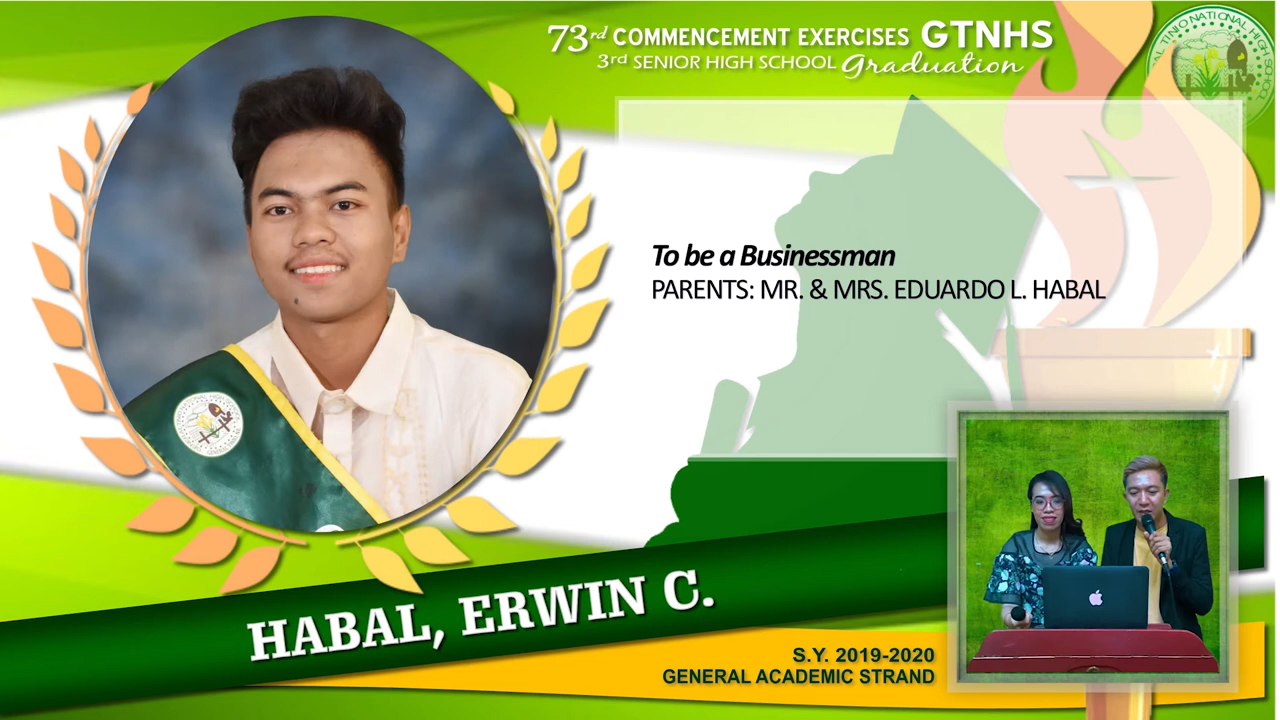 73rd COMMENCEMENT EXERCISES GTNHS
3rd SENIOR HIGH SCHOOL Graduation
To be a Businessman
PARENTS: MR. & MRS. EDUARDO L. HABAL
HABAL, ERWIN C.
S.Y. 2019-2020
GENERAL ACADEMIC STRAND